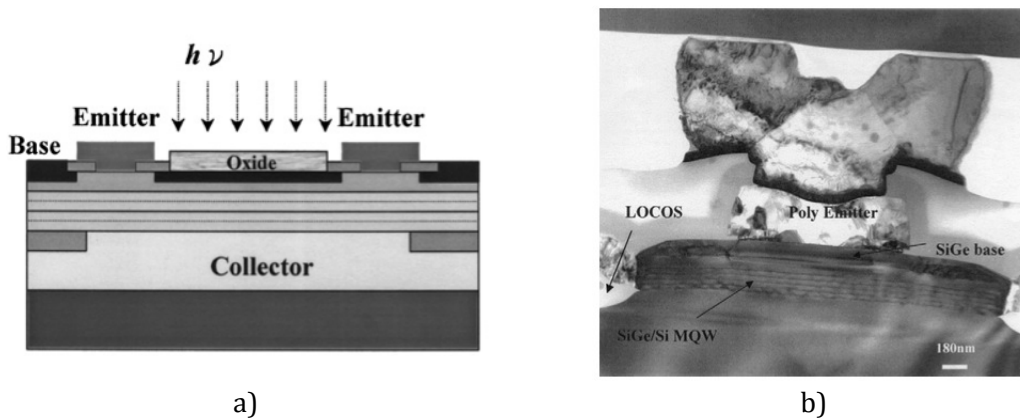 h ν
Emitter
Emitter
Base
Oxide
Collector
LOCOS
Poly Emitter
SiGe base
SiGe/Si MQW
180nm
a)
b)